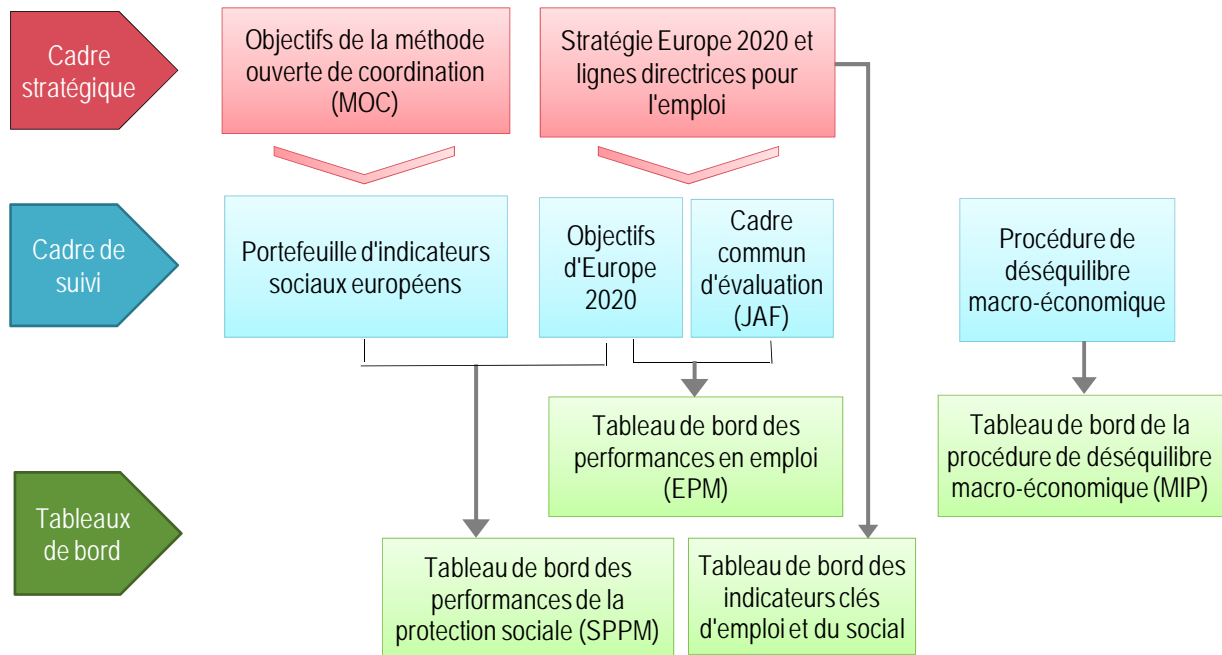 Cadre
stratégique
Objectifs de la méthode
ouverte de coordination
(MOC)
Stratégie Europe 2020 et
lignes directrices pour
l'emploi
Cadre de
suivi
Portefeuille d'indicateurs
sociaux européens
Objectifs
d'Europe
2020
Cadre
commun
d'évaluation
(JAF)
Procédure de
déséquilibre
macro-économique
Tableaux
de bord
Tableau de bord des
performances en emploi
(EPM)
Tableau de bord de la
procédure de déséquilibre
macro-économique (MIP)
Tableau de bord des
performances de la
protection sociale (SPPM)
Tableau de bord des
indicateurs clés
d'emploi et du social